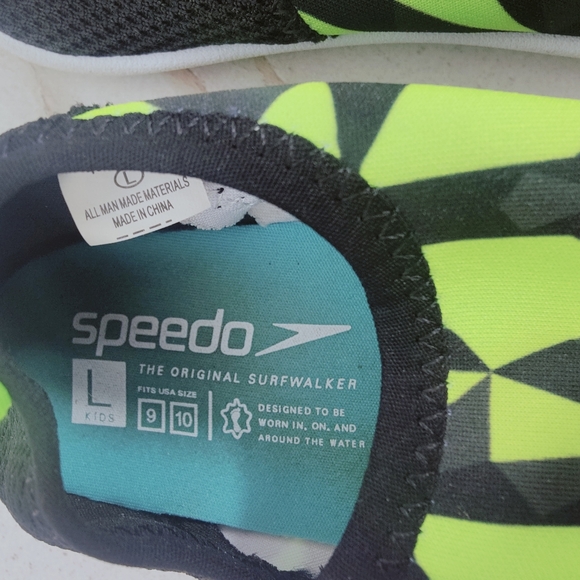 L
ALL MAN MADE MATERIALS
MADE IN CHINA
speedo
THE ORIGINAL SURFWALKER
L
KIDS
FITS USA SIZE
9 10
DESIGNED TO BE
WORN IN, ON, AND
AROUND THE WATER